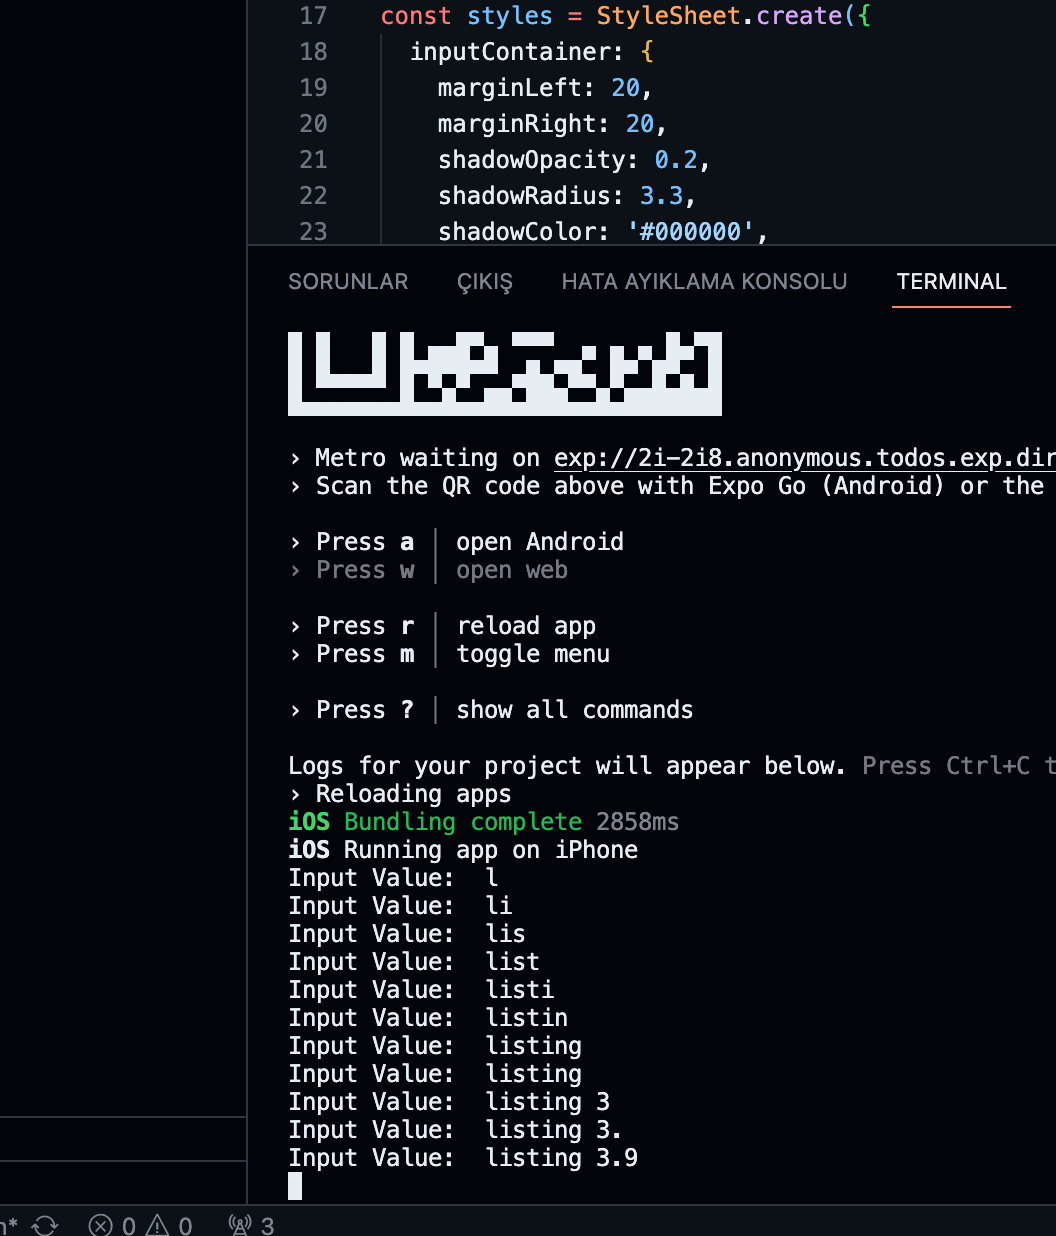 17 const styles = StyleSheet.create({
18 inputContainer: {
19 marginLeft: 20,
20 marginRight: 20,
21 shadowOpacity: 0.2,
22 shadowRadius: 3.3,
23 shadowColor: '#000000',
SORUNLAR ÇIKIŞ HATA AYIKLAMA KONSOLU TERMINAL
› Metro waiting on exp://2i-2i8.anonymous.todos.exp.dir
› Scan the QR code above with Expo Go (Android) or the
› Press a │ open Android
› Press w │ open web
› Press r │ reload app
› Press m │ toggle menu
› Press ? │ show all commands
Logs for your project will appear below. Press Ctrl+C t
› Reloading apps
iOS Bundling complete 2858ms
iOS Running app on iPhone
Input Value:  l
Input Value:  li
Input Value:  lis
Input Value:  list
Input Value:  listi
Input Value:  listin
Input Value:  listing
Input Value:  listing
Input Value:  listing 3
Input Value:  listing 3.
Input Value:  listing 3.9
n* 0 0 3